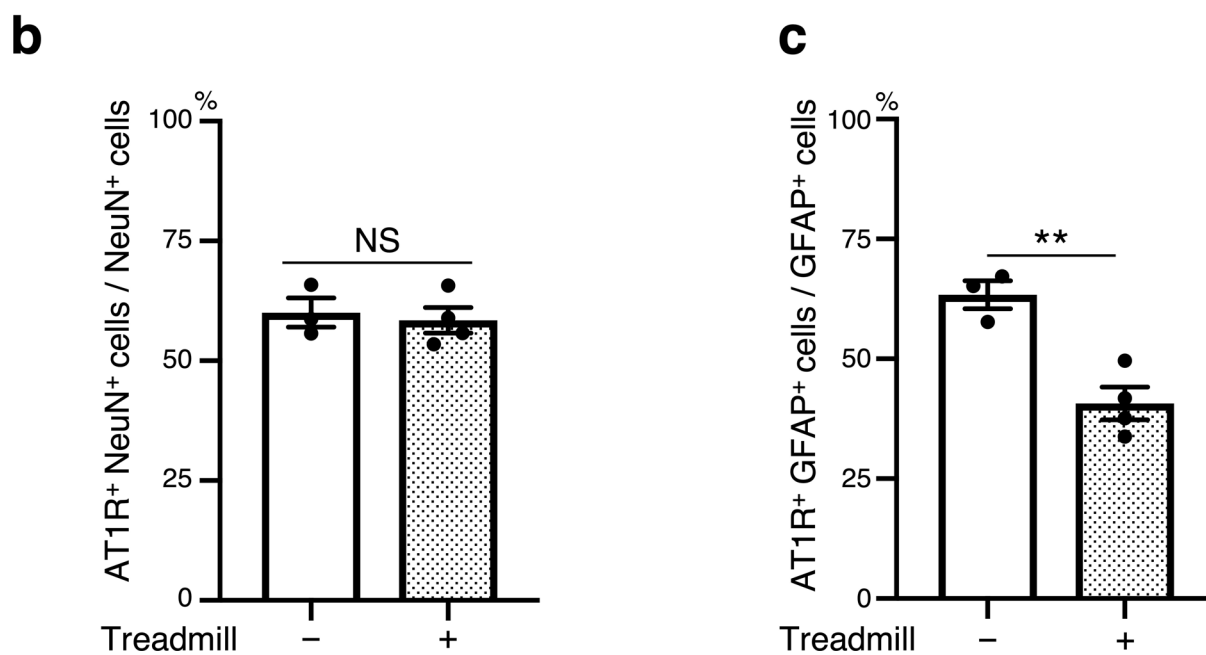 b
%
100
75
50
25
0
AT1R⁺ NeuN⁺ cells / NeuN⁺ cells
NS
Treadmill − +
c
%
100
75
50
25
0
AT1R⁺ GFAP⁺ cells / GFAP⁺ cells
**
Treadmill − +